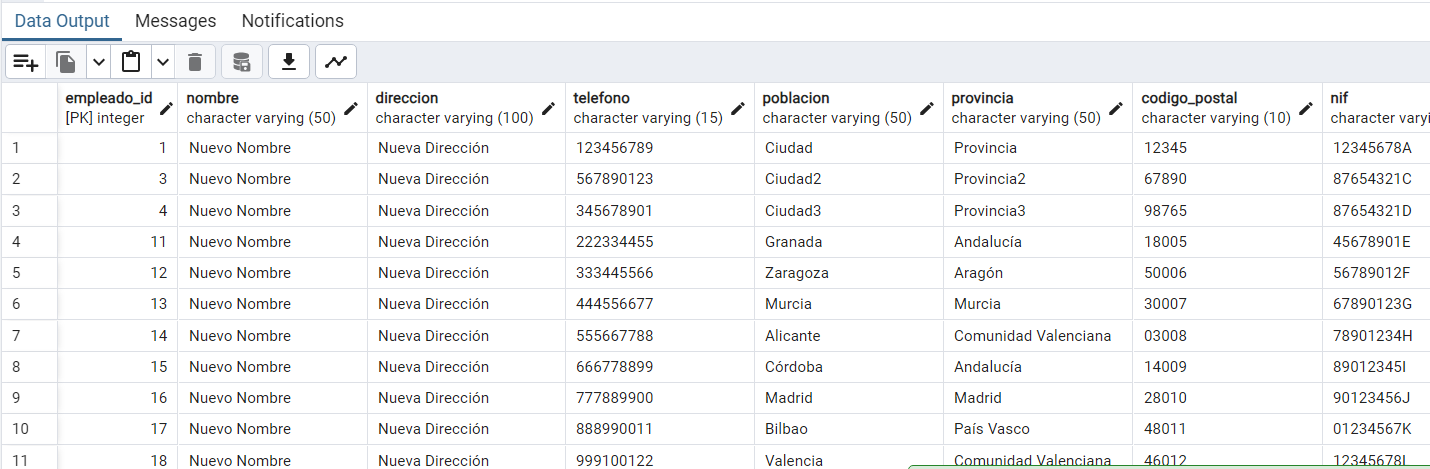 Data Output Messages Notifications
empleado_id nombre direccion telefono poblacion provincia codigo_postal nif
[PK] integer character varying (50) character varying (100) character varying (15) character varying (50) character varying (50) character varying (10) character varyi
1 1 Nuevo Nombre Nueva Dirección 123456789 Ciudad Provincia 12345 12345678A
2 3 Nuevo Nombre Nueva Dirección 567890123 Ciudad2 Provincia2 67890 87654321C
3 4 Nuevo Nombre Nueva Dirección 345678901 Ciudad3 Provincia3 98765 87654321D
4 11 Nuevo Nombre Nueva Dirección 222334455 Granada Andalucía 18005 45678901E
5 12 Nuevo Nombre Nueva Dirección 333445566 Zaragoza Aragón 50006 56789012F
6 13 Nuevo Nombre Nueva Dirección 444556677 Murcia Murcia 30007 67890123G
7 14 Nuevo Nombre Nueva Dirección 555667788 Alicante Comunidad Valenciana 03008 78901234H
8 15 Nuevo Nombre Nueva Dirección 666778899 Córdoba Andalucía 14009 89012345I
9 16 Nuevo Nombre Nueva Dirección 777889900 Madrid Madrid 28010 90123456J
10 17 Nuevo Nombre Nueva Dirección 888990011 Bilbao País Vasco 48011 01234567K
11 18 Nuevo Nombre Nueva Dirección 999100122 Valencia Comunidad Valenciana 46012